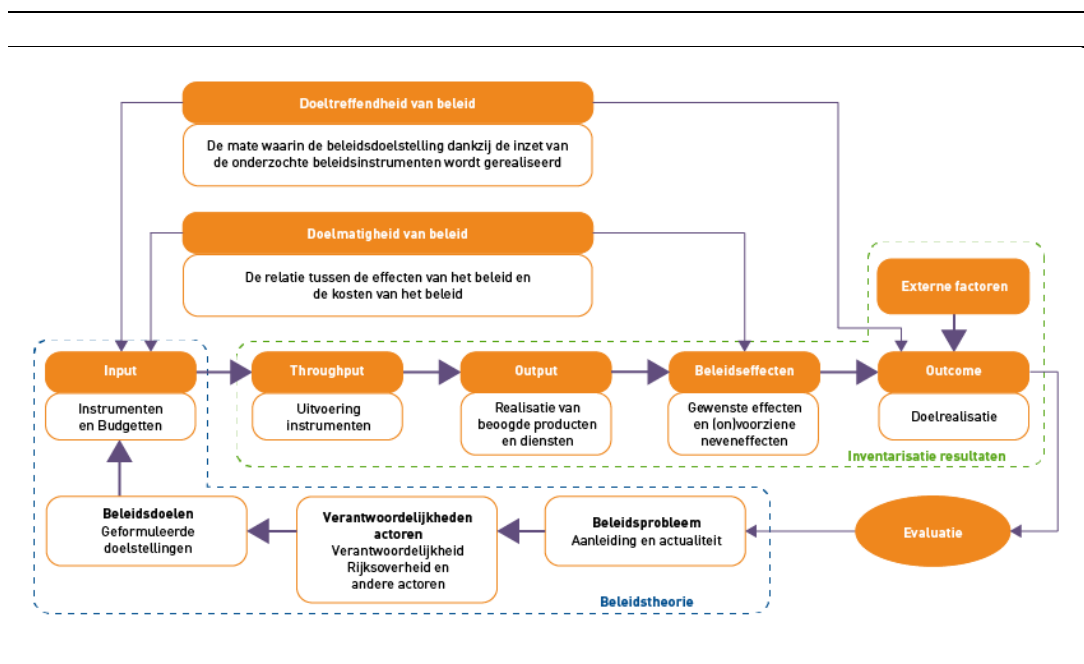 Doeltreffendheid van beleid
De mate waarin de beleidsdoelstelling dankzij de inzet van
de onderzochte beleidsinstrumenten wordt gerealiseerd
Doelmatigheid van beleid
De relatie tussen de effecten van het beleid en
de kosten van het beleid
Externe factoren
Input
Instrumenten
en Budgetten
Throughput
Uitvoering
instrumenten
Output
Realisatie van
beoogde producten
en diensten
Beleidseffecten
Gewenste effecten
en (on)voorziene
neveneffecten
Outcome
Doelrealisatie
Inventarisatie resultaten
Beleidsdoelen
Geformuleerde
doelstellingen
Verantwoordelijkheden
actoren
Verantwoordelijkheid
Rijksoverheid en
andere actoren
Beleidsprobleem
Aanleiding en actualiteit
Evaluatie
Beleidstheorie